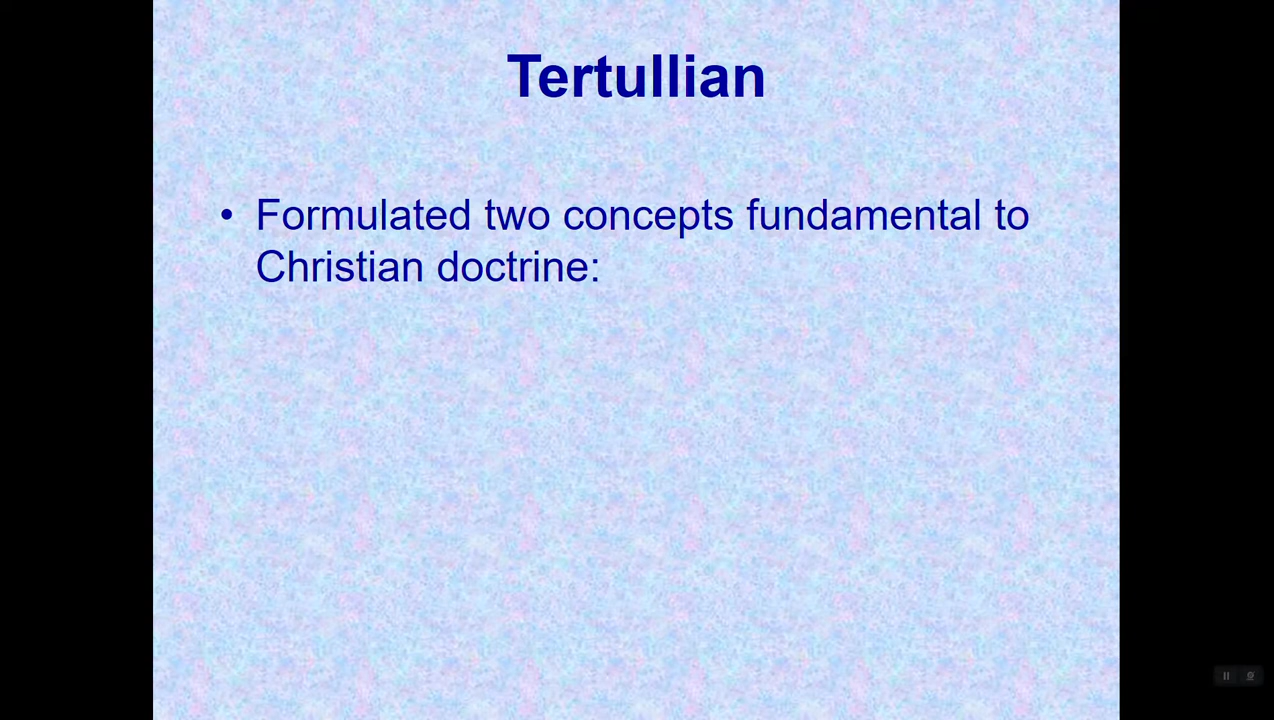 Tertullian
• Formulated two concepts fundamental to
Christian doctrine: